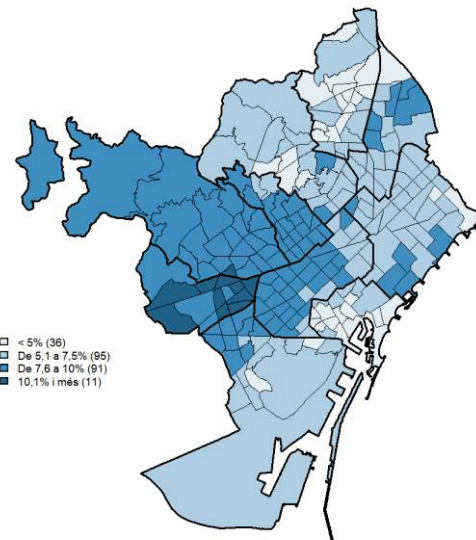 < 5% (36)
De 5,1 a 7,5% (95)
De 7,6 a 10% (91)
10,1% i més (11)